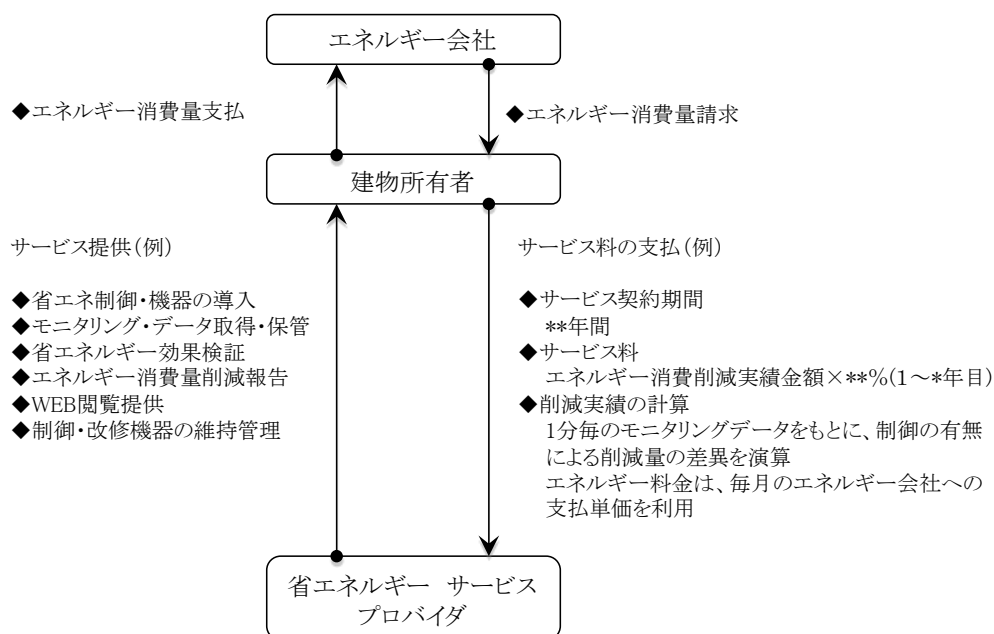 エネルギー会社
◆エネルギー消費量支払
◆エネルギー消費量請求
建物所有者
サービス提供(例)
◆省エネ制御・機器の導入
◆モニタリング・データ取得・保管
◆省エネルギー効果検証
◆エネルギー消費量削減報告
◆WEB閲覧提供
◆制御・改修機器の維持管理
サービス料の支払(例)
◆サービス契約期間
**年間
◆サービス料
エネルギー消費削減実績金額×**%(1～*年目)
◆削減実績の計算
1分毎のモニタリングデータをもとに、制御の有無
による削減量の差異を演算
エネルギー料金は、毎月のエネルギー会社への
支払単価を利用
省エネルギー サービス
プロバイダ